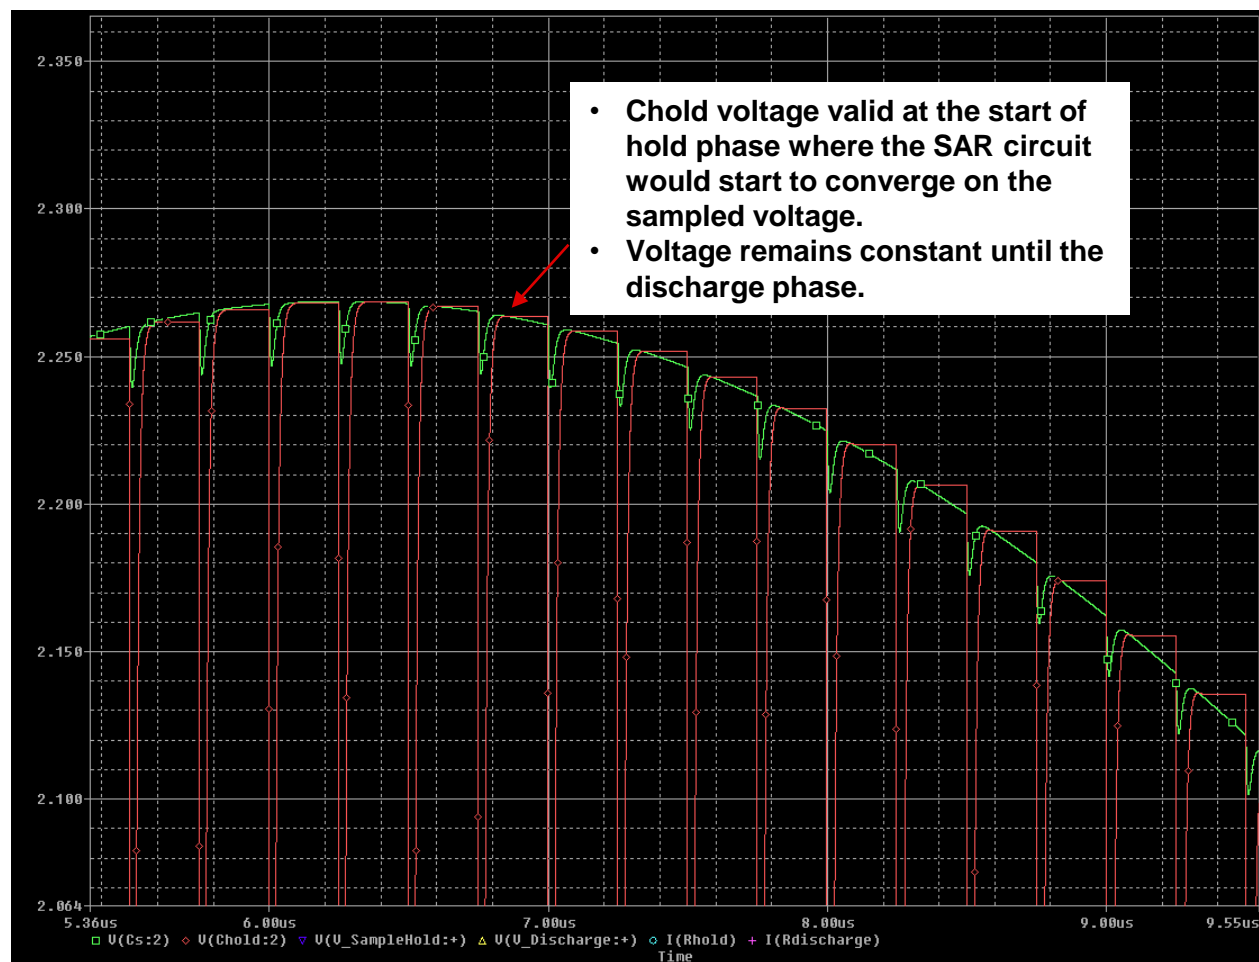 2.350
• Chold voltage valid at the start of
hold phase where the SAR circuit
would start to converge on the
sampled voltage.
• Voltage remains constant until the
discharge phase.
2.300
2.250
2.200
2.150
2.100
2.064
5.36us 6.00us 7.00us 8.00us 9.00us 9.55us
V(Cs:2) V(Chold:2) V(V_SampleHold:+) V(V_Discharge:+) I(Rhold) I(Rdischarge)
Time